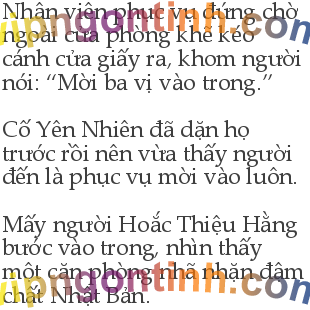 Nhân viên phục vụ đứng chờ
ngoài cửa phòng khẽ kéo
cánh cửa giấy ra, khom người
nói: “Mời ba vị vào trong.”
Cố Yên Nhiên đã dặn họ
trước rồi nên vừa thấy người
đến là phục vụ mời vào luôn.
Mấy người Hoắc Thiệu Hằng
bước vào trong, nhìn thấy
một căn phòng nhã nhặn đậm
chất Nhật Bản.